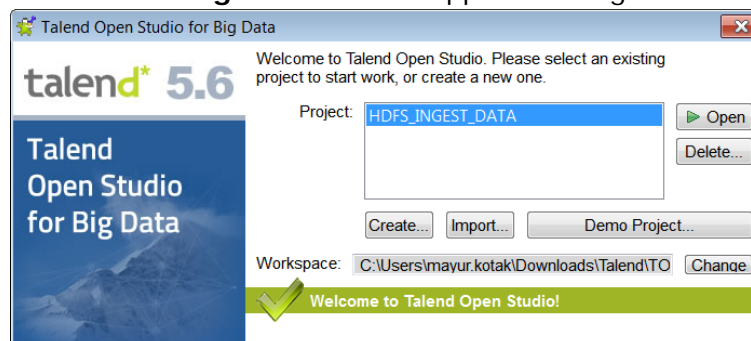 Talend Open Studio for Big Data
talend* 5.6
Welcome to Talend Open Studio. Please select an existing
project to start work, or create a new one.
Project:
HDFS_INGEST_DATA
Open
Delete...
Talend
Open Studio
for Big Data
Create...
Import...
Demo Project...
Workspace:
C:\Users\mayur.kotak\Downloads\Talend\TO
Change
Welcome to Talend Open Studio!